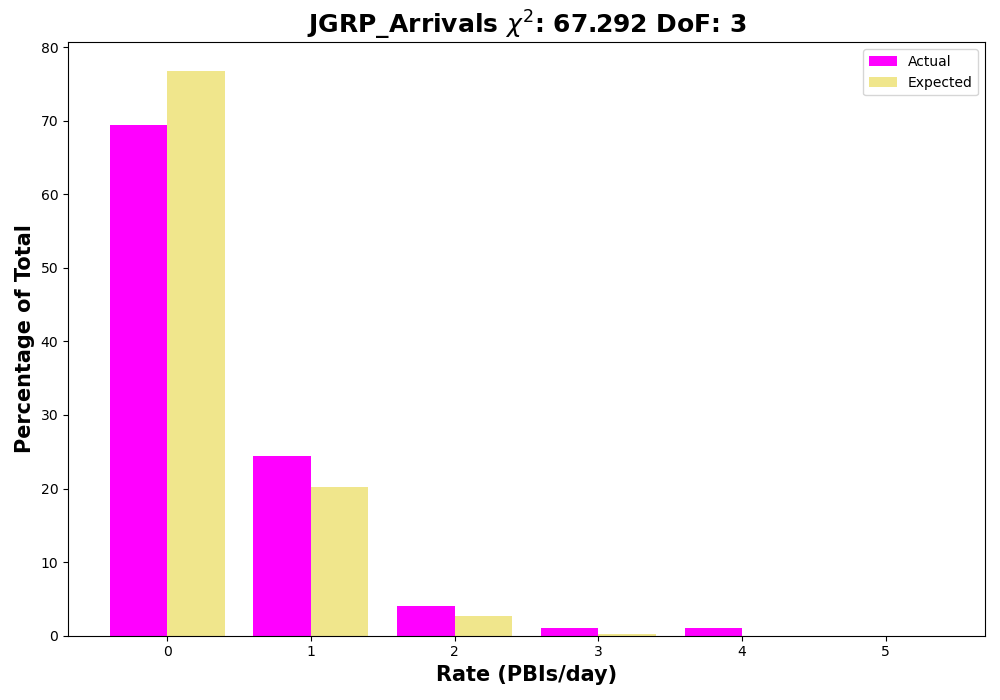 JGRP_Arrivals χ²: 67.292 DoF: 3
Actual
Expected
Percentage of Total
80
70
60
50
40
30
20
10
0
0 1 2 3 4 5
Rate (PBIs/day)